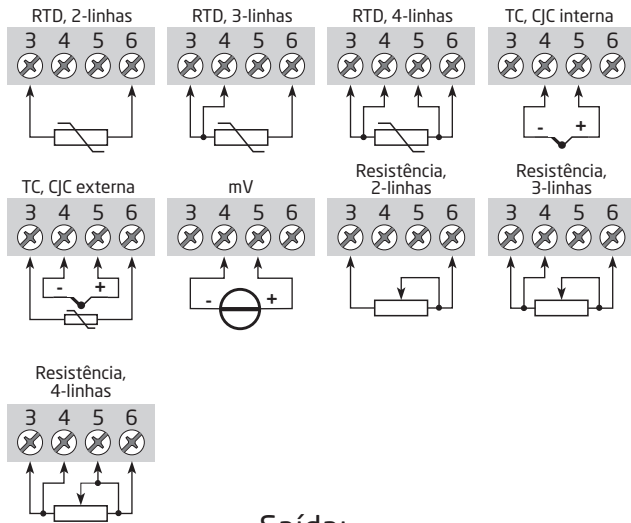 RTD, 2-linhas
3 4 5 6
RTD, 3-linhas
3 4 5 6
RTD, 4-linhas
3 4 5 6
TC, CJC interna
3 4 5 6
- +
TC, CJC externa
3 4 5 6
- +
mV
3 4 5 6
- +
Resistência,
2-linhas
3 4 5 6
Resistência,
3-linhas
3 4 5 6
Resistência,
4-linhas
3 4 5 6